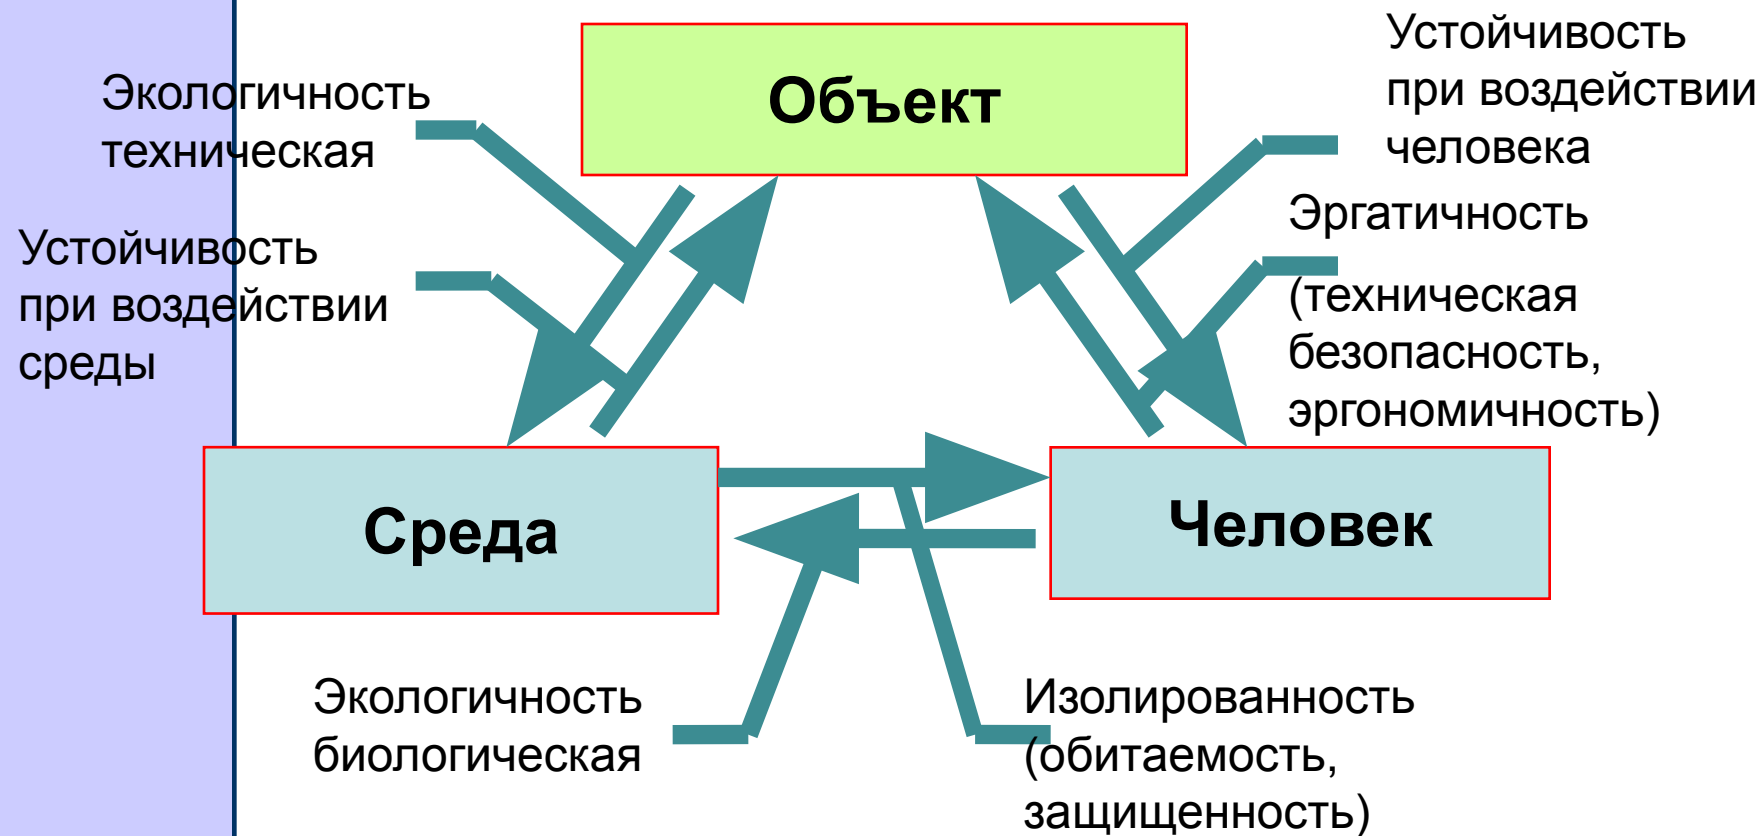 Объект
Экологичность
техническая
Устойчивость
при воздействии
среды
Устойчивость
при воздействии
человека
Эргатичность
(техническая
безопасность,
эргономичность)
Среда
Человек
Экологичность
биологическая
Изолированность
(обитаемость,
защищенность)